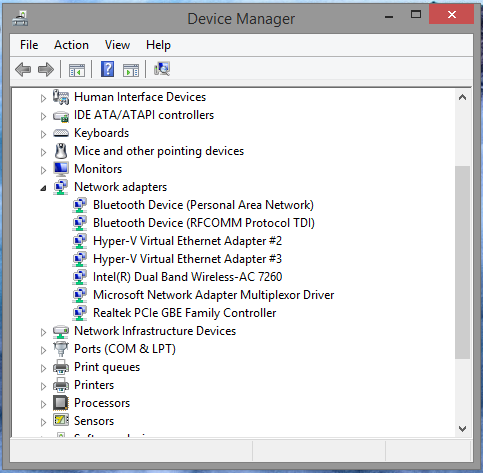 Device Manager
File Action View Help
Human Interface Devices
IDE ATA/ATAPI controllers
Keyboards
Mice and other pointing devices
Monitors
Network adapters
Bluetooth Device (Personal Area Network)
Bluetooth Device (RFCOMM Protocol TDI)
Hyper-V Virtual Ethernet Adapter #2
Hyper-V Virtual Ethernet Adapter #3
Intel(R) Dual Band Wireless-AC 7260
Microsoft Network Adapter Multiplexor Driver
Realtek PCIe GBE Family Controller
Network Infrastructure Devices
Ports (COM & LPT)
Print queues
Printers
Processors
Sensors